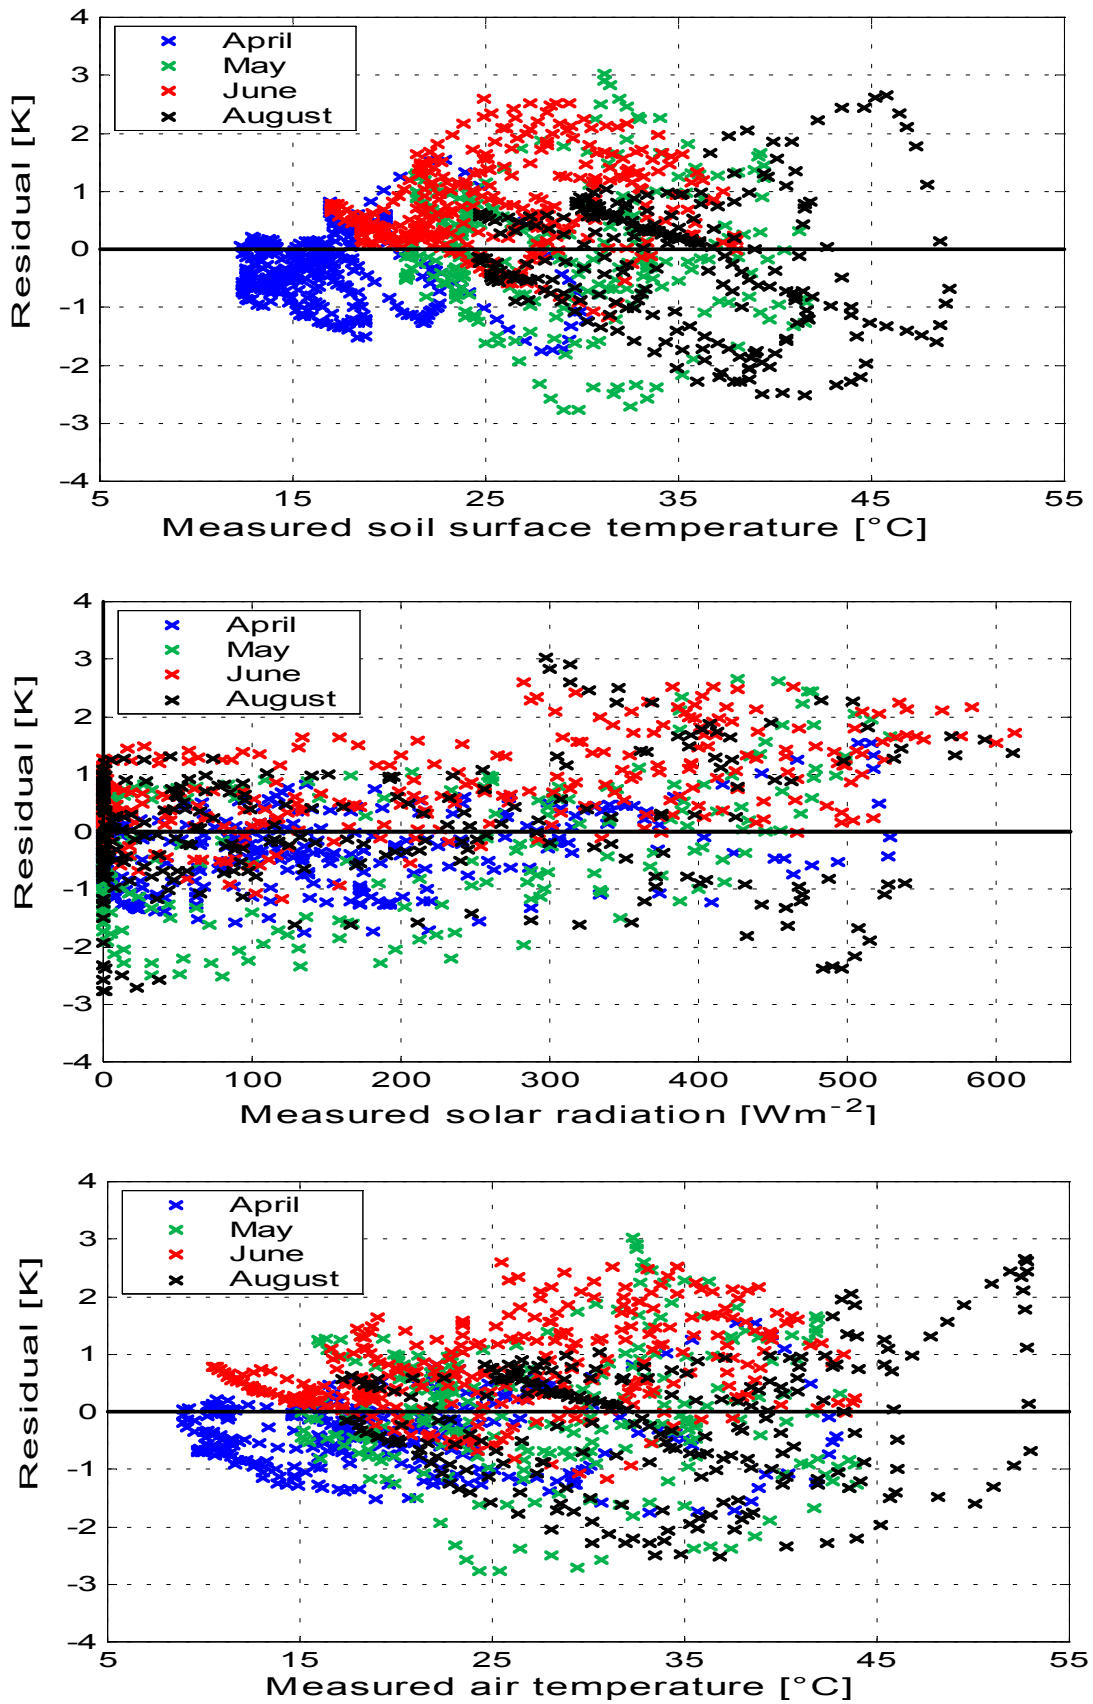 4
April
May
June
August
3
2
1
0
-1
-2
-3
-4
Residual [K]
5 15 25 35 45 55
Measured soil surface temperature [°C]
4
April
May
June
August
3
2
1
0
-1
-2
-3
-4
Residual [K]
0 100 200 300 400 500 600
Measured solar radiation [Wm-2]
4
April
May
June
August
3
2
1
0
-1
-2
-3
-4
Residual [K]
5 15 25 35 45 55
Measured air temperature [°C]